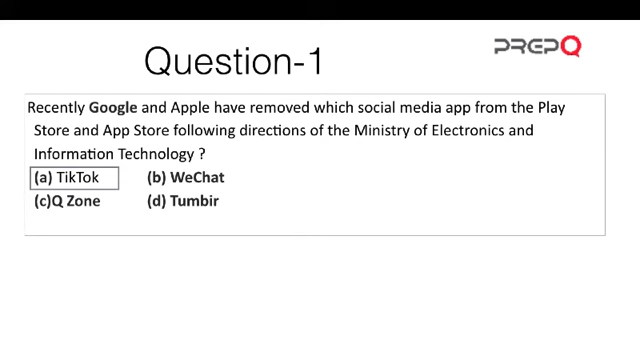 PREPQ
Question-1
Recently Google and Apple have removed which social media app from the Play
Store and App Store following directions of the Ministry of Electronics and
Information Technology ?
(a) TikTok (b) WeChat
(c)Q Zone (d) Tumbir